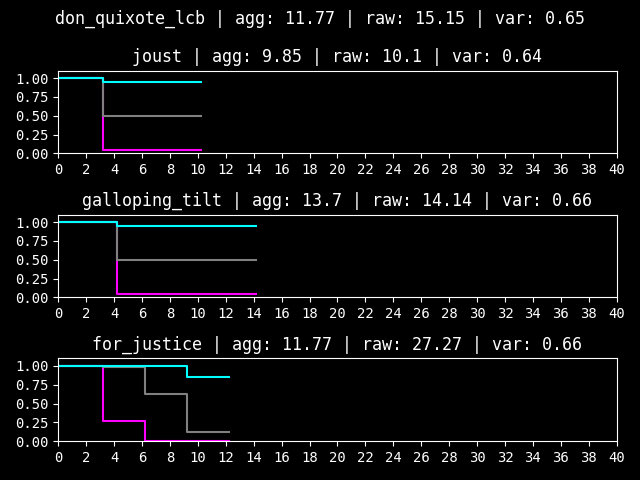 don_quixote_lcb | agg: 11.77 | raw: 15.15 | var: 0.65
joust | agg: 9.85 | raw: 10.1 | var: 0.64
1.00
0.75
0.50
0.25
0.00
0 2 4 6 8 10 12 14 16 18 20 22 24 26 28 30 32 34 36 38 40
galloping_tilt | agg: 13.7 | raw: 14.14 | var: 0.66
1.00
0.75
0.50
0.25
0.00
0 2 4 6 8 10 12 14 16 18 20 22 24 26 28 30 32 34 36 38 40
for_justice | agg: 11.77 | raw: 27.27 | var: 0.66
1.00
0.75
0.50
0.25
0.00
0 2 4 6 8 10 12 14 16 18 20 22 24 26 28 30 32 34 36 38 40